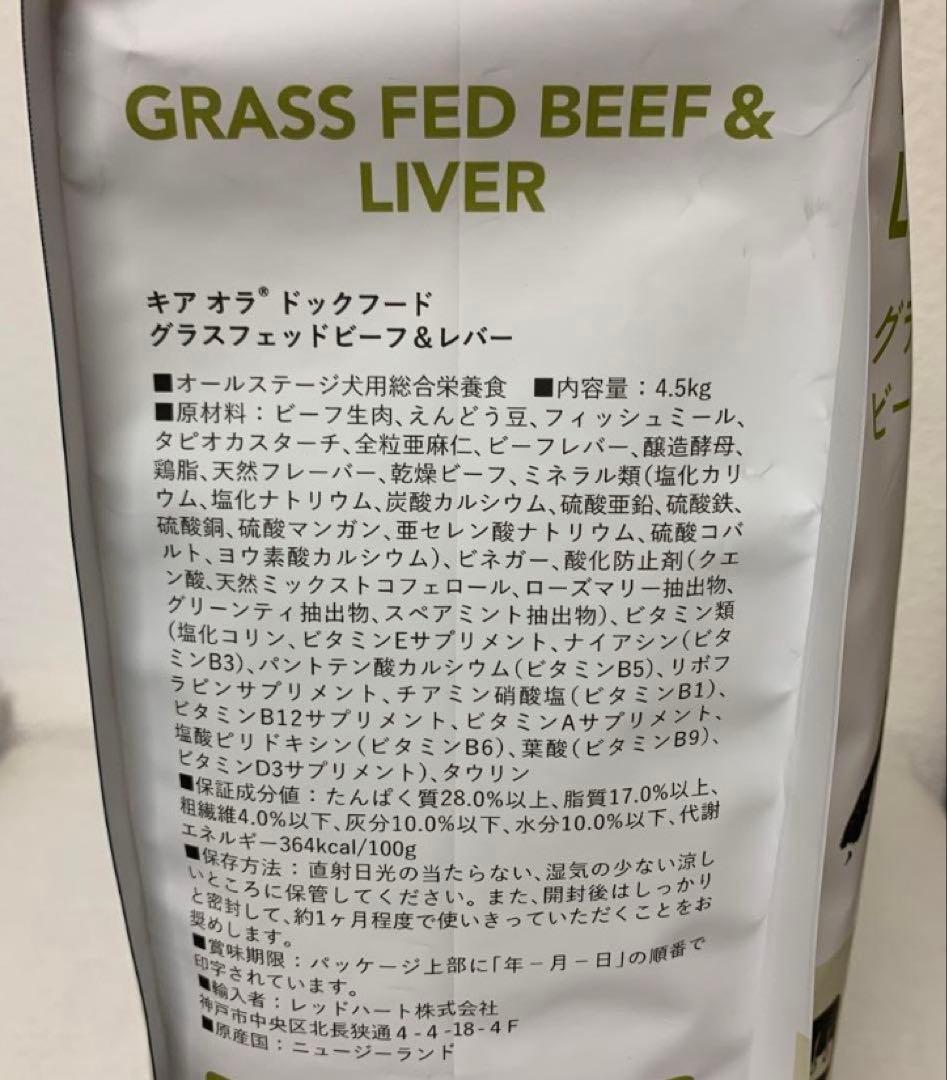 GRASS FED BEEF &
LIVER
キア オラ® ドックフード
グラスフェッドビーフ&レバー
■オールステージ犬用総合栄養食 ■内容量：4.5kg
■原材料：ビーフ生肉、えんどう豆、フィッシュミール、
タピオカスターチ、全粒亜麻仁、ビーフレバー、醸造酵母、
鶏脂、天然フレーバー、乾燥ビーフ、ミネラル類(塩化カリ
ウム、塩化ナトリウム、炭酸カルシウム、硫酸亜鉛、硫酸鉄、
硫酸銅、硫酸マンガン、亜セレン酸ナトリウム、硫酸コバ
ルト、ヨウ素酸カルシウム)、ビネガー、酸化防止剤(クエ
ン酸、天然ミックストコフェロール、ローズマリー抽出物、
グリーンティ抽出物、スペアミント抽出物)、ビタミン類
(塩化コリン、ビタミンEサプリメント、ナイアシン(ビタ
ミンB3)、パントテン酸カルシウム(ビタミンB5)、リボフ
ラビンサプリメント、チアミン硝酸塩(ビタミンB1)、
ビタミンB12サプリメント、ビタミンAサプリメント、
塩酸ピリドキシン(ビタミンB6)、葉酸(ビタミンB9)、
ビタミンD3サプリメント)、タウリン
■保証成分値：たんぱく質28.0%以上、脂質17.0%以上、
粗繊維4.0%以下、灰分10.0%以下、水分10.0%以下、代謝
エネルギー364kcal/100g
■保存方法：直射日光の当たらない、湿気の少ない涼し
いところに保管してください。また、開封後はしっかり
と密封して、約1ヶ月程度で使いきっていただくことをお
奨めします。
■賞味期限：パッケージ上部に「年－月－日」の順番で
印字されています。
■輸入者：レッドハート株式会社
神戸市中央区北長狭通4-4-18-4F
■原産国：ニュージーランド
グラ
ビー